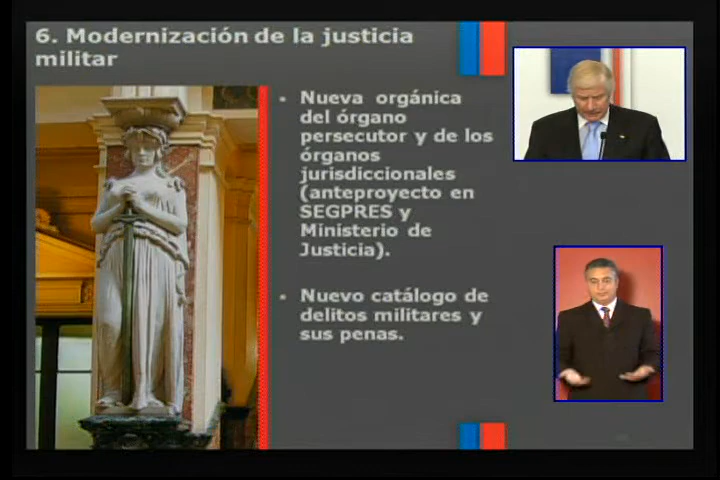 6. Modernización de la justicia
militar
- Nueva orgánica
del órgano
persecutor y de los
órganos
jurisdiccionales
(anteproyecto en
SEGPRES y
Ministerio de
Justicia).
- Nuevo catálogo de
delitos militares y
sus penas.